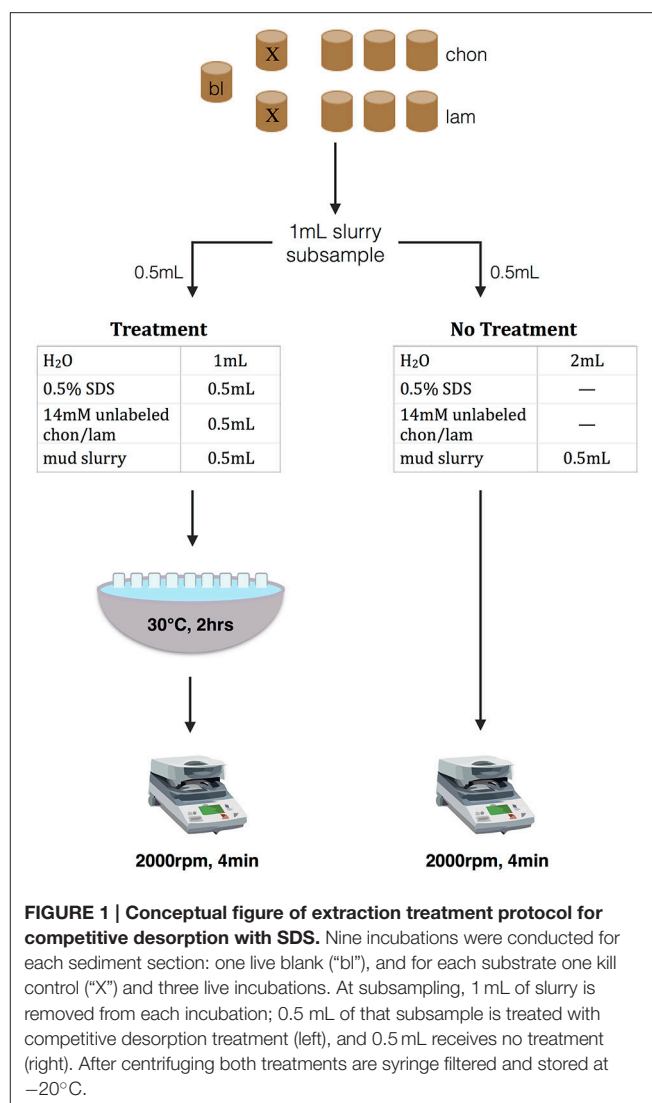 X
chon
bl
X
lam
1mL slurry
subsample
0.5mL
0.5mL
Treatment
H₂O 1mL
0.5% SDS 0.5mL
14mM unlabeled
chon/lam 0.5mL
mud slurry 0.5mL
No Treatment
H₂O 2mL
0.5% SDS —
14mM unlabeled
chon/lam —
mud slurry 0.5mL
30°C, 2hrs
2000rpm, 4min
2000rpm, 4min
FIGURE 1 | Conceptual figure of extraction treatment protocol for
competitive desorption with SDS. Nine incubations were conducted for
each sediment section: one live blank (“bl”), and for each substrate one kill
control (“X”) and three live incubations. At subsampling, 1 mL of slurry is
removed from each incubation; 0.5 mL of that subsample is treated with
competitive desorption treatment (left), and 0.5 mL receives no treatment
(right). After centrifuging both treatments are syringe filtered and stored at
−20°C.